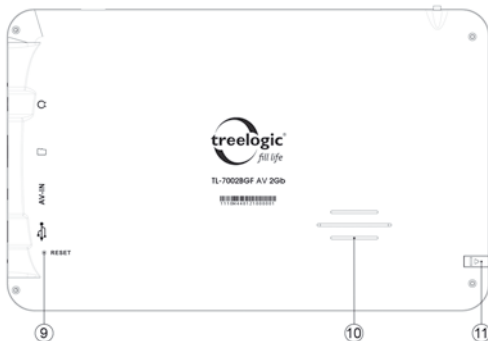 treelogic®
fill life
TL-7002BGF AV 2Gb
AV-IN
RESET
9
10
11